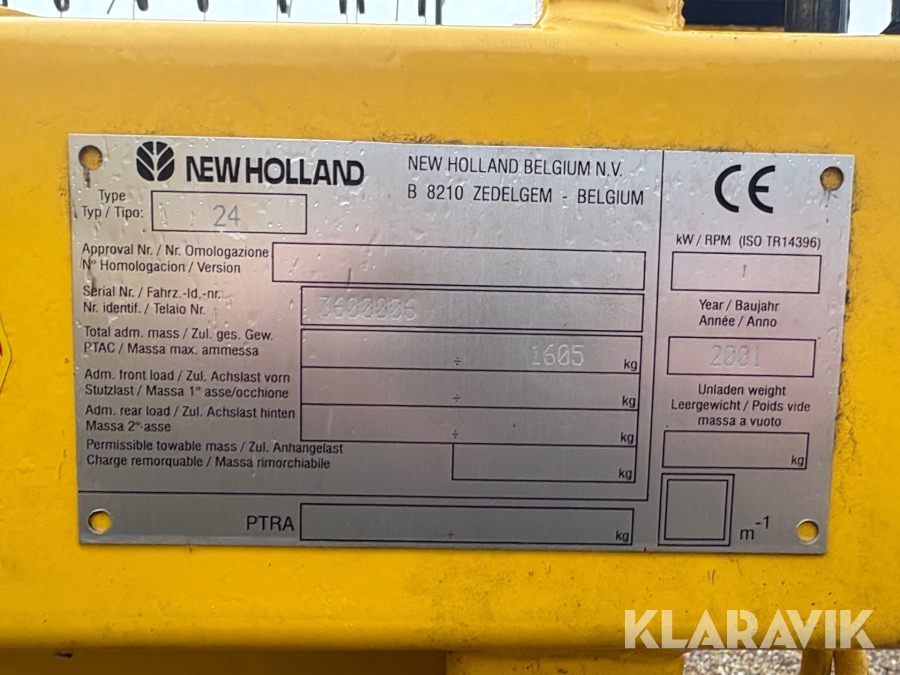 NEW HOLLAND
NEW HOLLAND BELGIUM N.V.
B 8210 ZEDELGEM - BELGIUM
Type
Typ / Tipo:
24
Approval Nr. / Nr. Omologazione
N° Homologacion / Version
Serial Nr. / Fahrz.-Id.-nr.
Nr. identif. / Telaio Nr.
3600006
Total adm. mass / Zul. ges. Gew.
PTAC / Massa max. ammessa
÷ 1605 kg
Adm. front load / Zul. Achslast vorn
Stutzlast / Massa 1° asse/occhione
÷ kg
Adm. rear load / Zul. Achslast hinten
Massa 2° asse
÷ kg
Permissible towable mass / Zul. Anhangelast
Charge remorquable / Massa rimorchiabile
kg
PTRA
÷ kg
CE
kW / RPM (ISO TR14396)
/
Year / Baujahr
Année / Anno
2001
Unladen weight
Leergewicht / Poids vide
massa a vuoto
kg
m-1
KLARAVIK